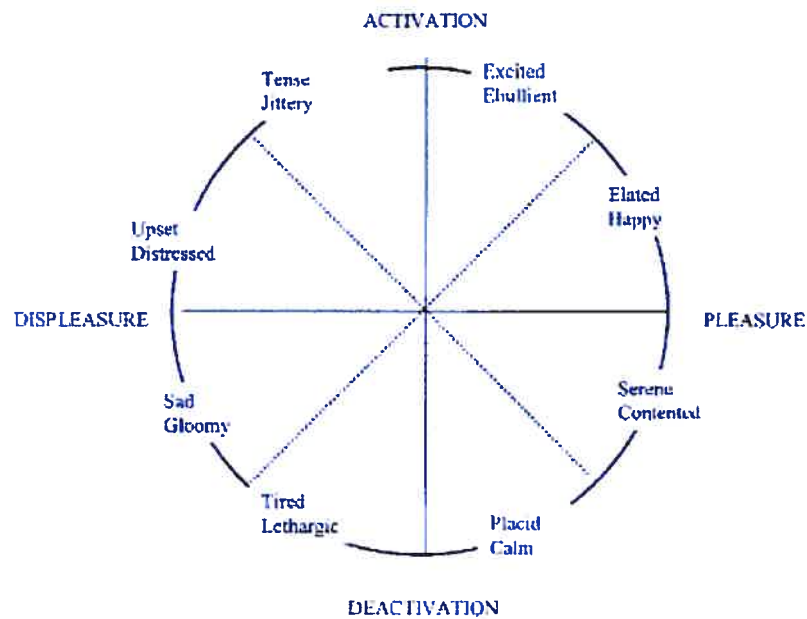 ACTIVATION
Tense
Jittery
Excited
Ebullient
Elated
Happy
Upset
Distressed
DISPLEASURE
PLEASURE
Sad
Gloomy
Serene
Contented
Tired
Lethargic
Placid
Calm
DEACTIVATION